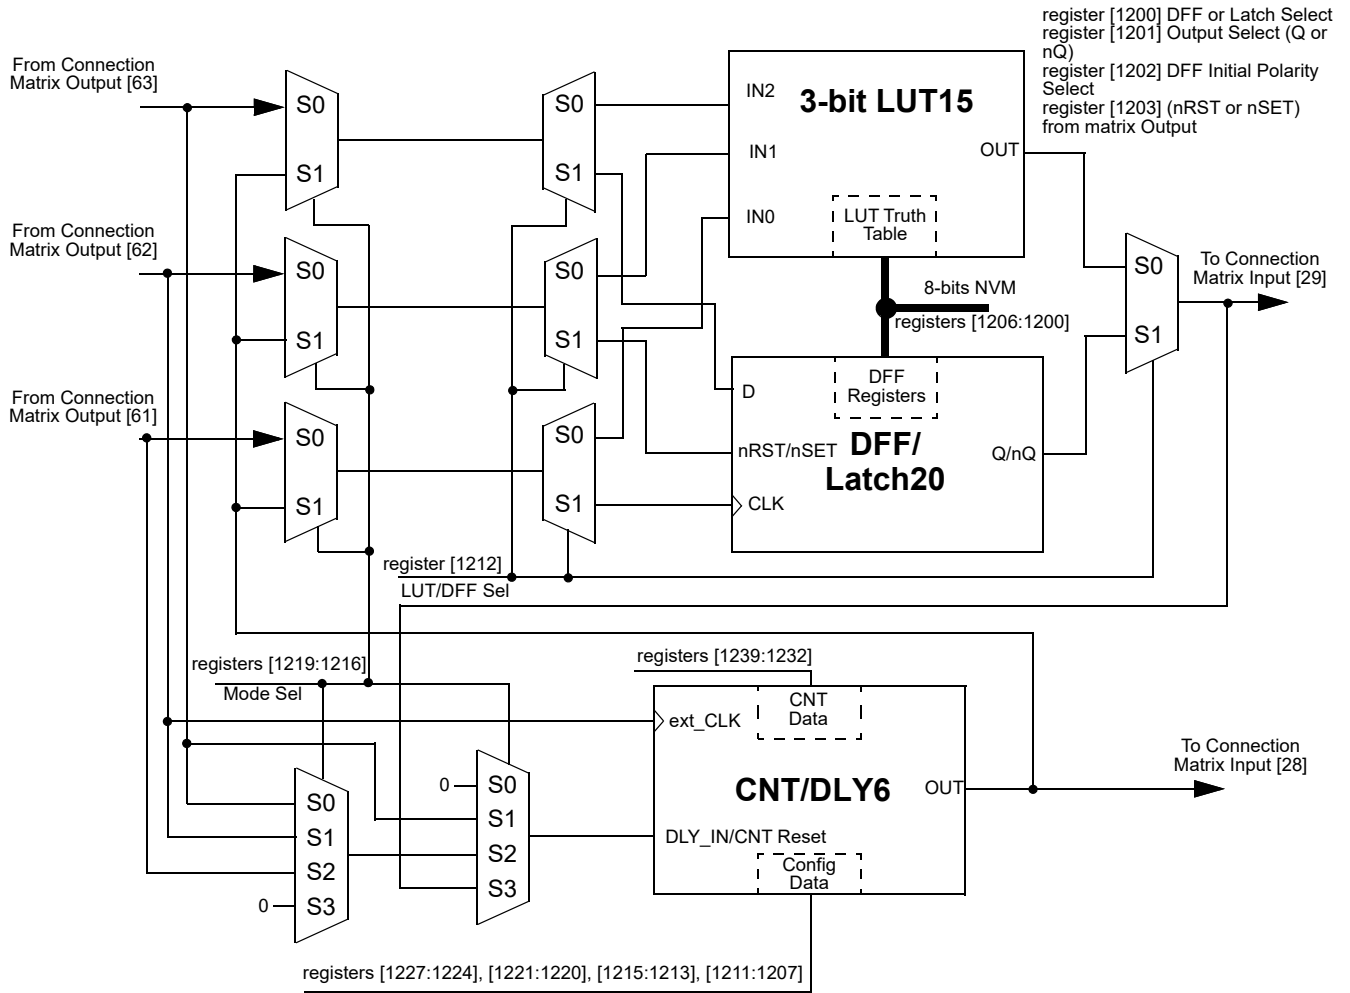 register [1200] DFF or Latch Select
register [1201] Output Select (Q or
nQ)
register [1202] DFF Initial Polarity
Select
register [1203] (nRST or nSET)
from matrix Output
From Connection
Matrix Output [63]
S0
S1
S0
S1
IN2
3-bit LUT15
IN1
OUT
IN0
LUT Truth
Table
From Connection
Matrix Output [62]
S0
S1
S0
S1
8-bits NVM
registers [1206:1200]
S0
S1
To Connection
Matrix Input [29]
From Connection
Matrix Output [61]
S0
S1
S0
S1
DFF
Registers
D
nRST/nSET
DFF/
Latch20
Q/nQ
CLK
register [1212]
LUT/DFF Sel
registers [1219:1216]
Mode Sel
registers [1239:1232]
CNT
Data
ext_CLK
CNT/DLY6
OUT
To Connection
Matrix Input [28]
DLY_IN/CNT Reset
Config
Data
0
S0
S1
S2
S3
S0
S1
S2
0
S3
registers [1227:1224], [1221:1220], [1215:1213], [1211:1207]